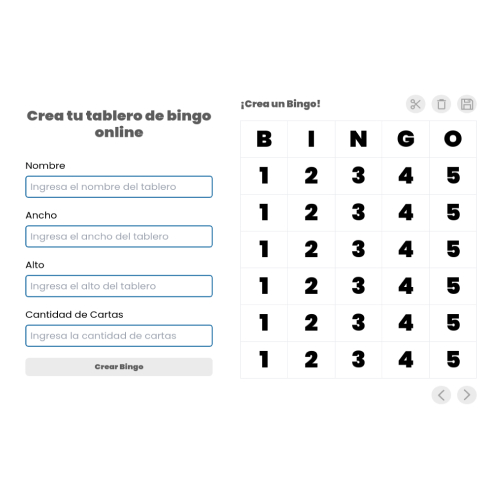 Crea tu tablero de bingo
online
Nombre
Ingresa el nombre del tablero
Ancho
Ingresa el ancho del tablero
Alto
Ingresa el alto del tablero
Cantidad de Cartas
Ingresa la cantidad de cartas
Crear Bingo
¡Crea un Bingo!
B I N G O
1 2 3 4 5
1 2 3 4 5
1 2 3 4 5
1 2 3 4 5
1 2 3 4 5
1 2 3 4 5